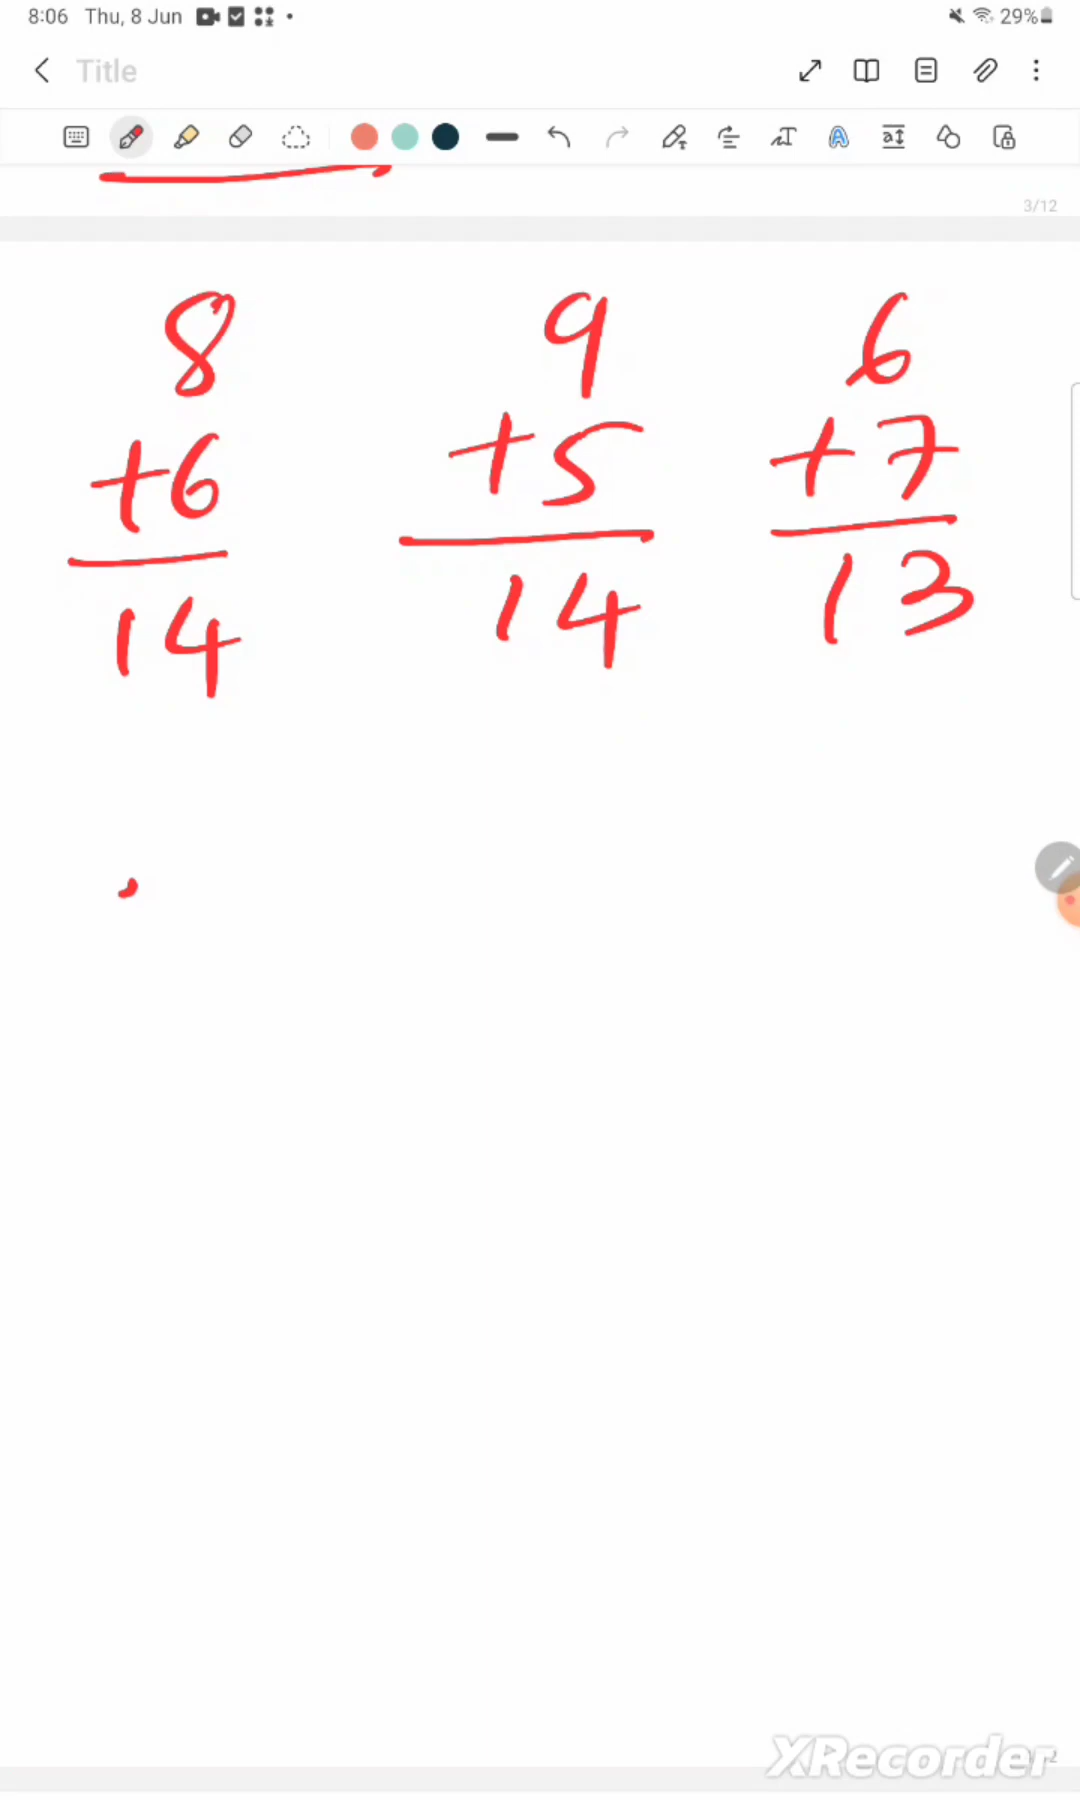 8:06 Thu, 8 Jun 29%
Title
3/12
8 9 6
+6 +5 +7
14 14 13
XRecorder